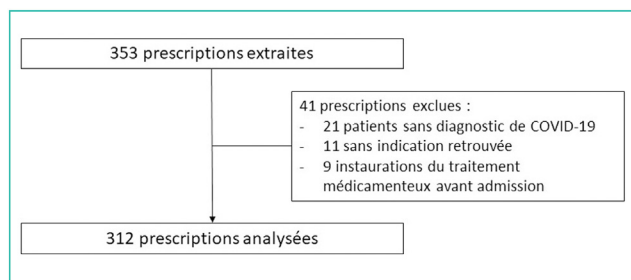 353 prescriptions extraites
41 prescriptions exclues :
- 21 patients sans diagnostic de COVID-19
- 11 sans indication retrouvée
- 9 instaurations du traitement
médicamenteux avant admission
312 prescriptions analysées